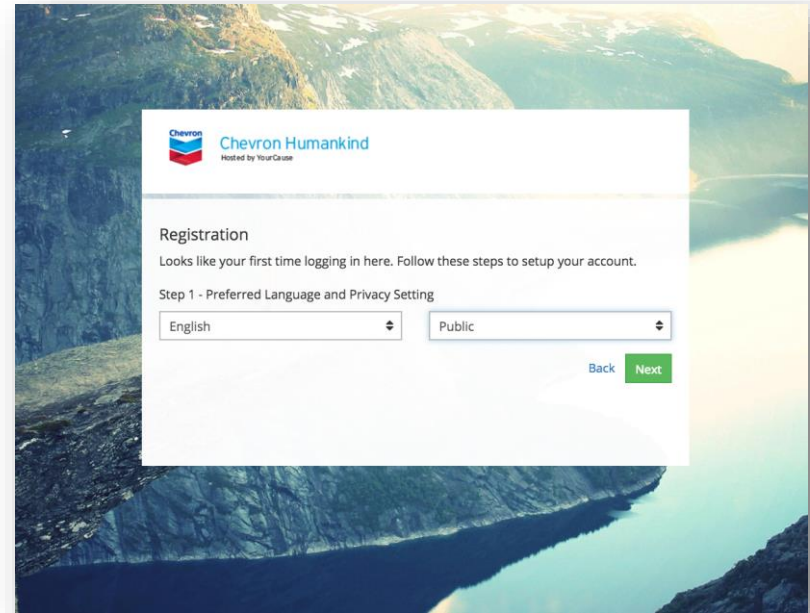 Chevron
Chevron Humankind
Hosted by YourCause
Registration
Looks like your first time logging in here. Follow these steps to setup your account.
Step 1 - Preferred Language and Privacy Setting
English
Public
Back
Next